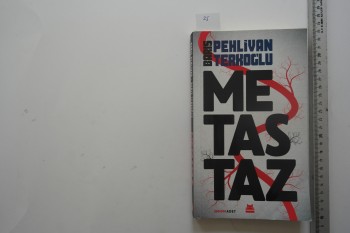 BARIŞ
PEHLİVAN
TERKOĞLU
ME
TAS
TAZ